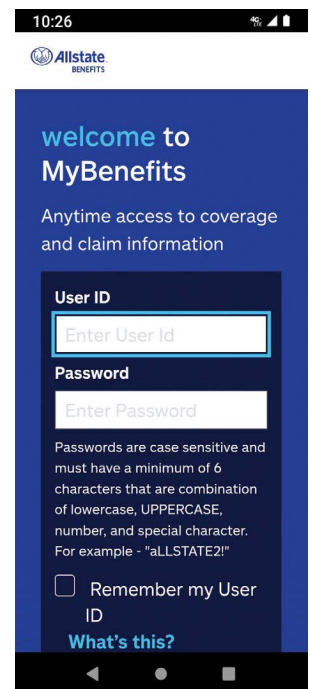 10:26
4G
LTE
Allstate
BENEFITS
welcome to
MyBenefits
Anytime access to coverage
and claim information
User ID
Enter User Id
Password
Enter Password
Passwords are case sensitive and
must have a minimum of 6
characters that are combination
of lowercase, UPPERCASE,
number, and special character.
For example - "aLLSTATE2!"
Remember my User
ID
What's this?